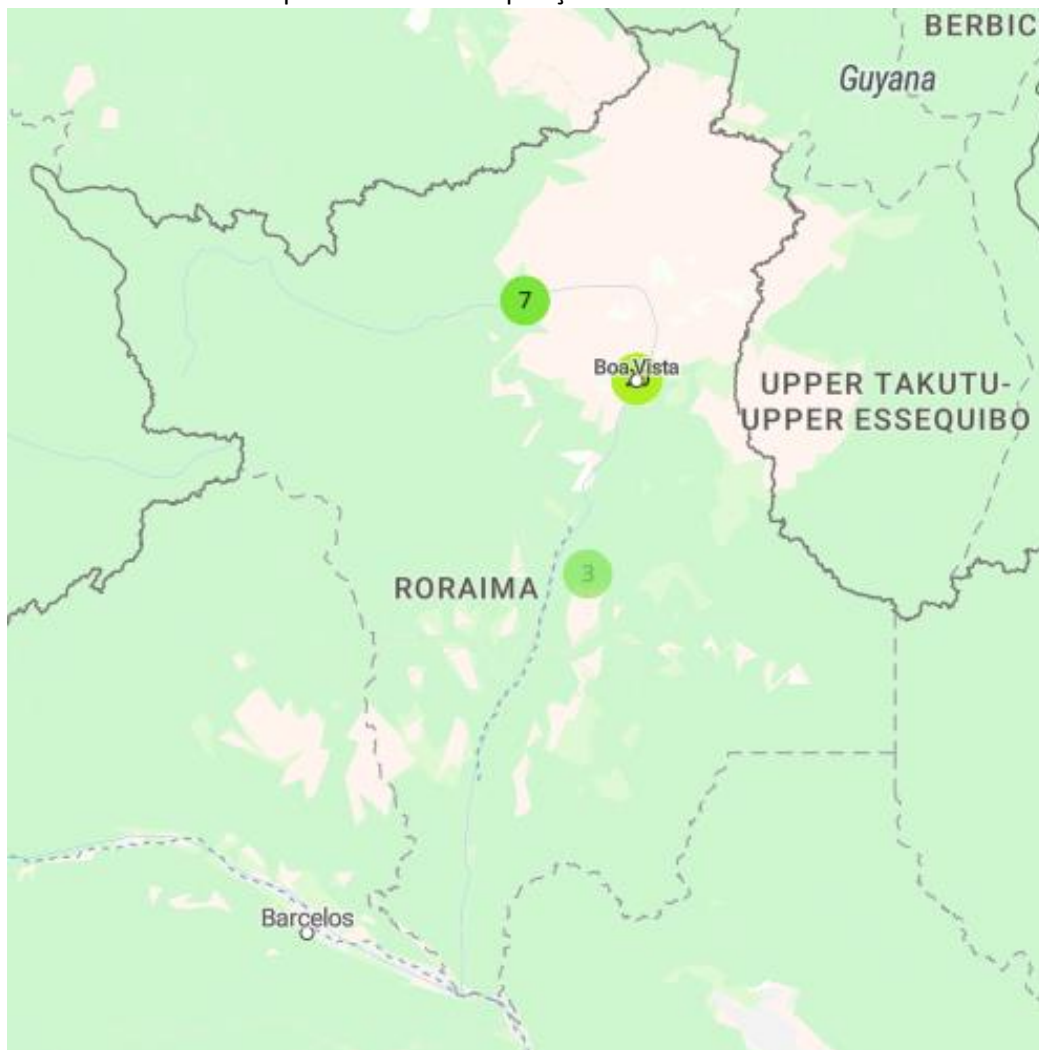 BERBIC
Guyana
7
Boa Vista
UPPER TAKUTU-
UPPER ESSEQUIBO
3
RORAIMA
Barcelos